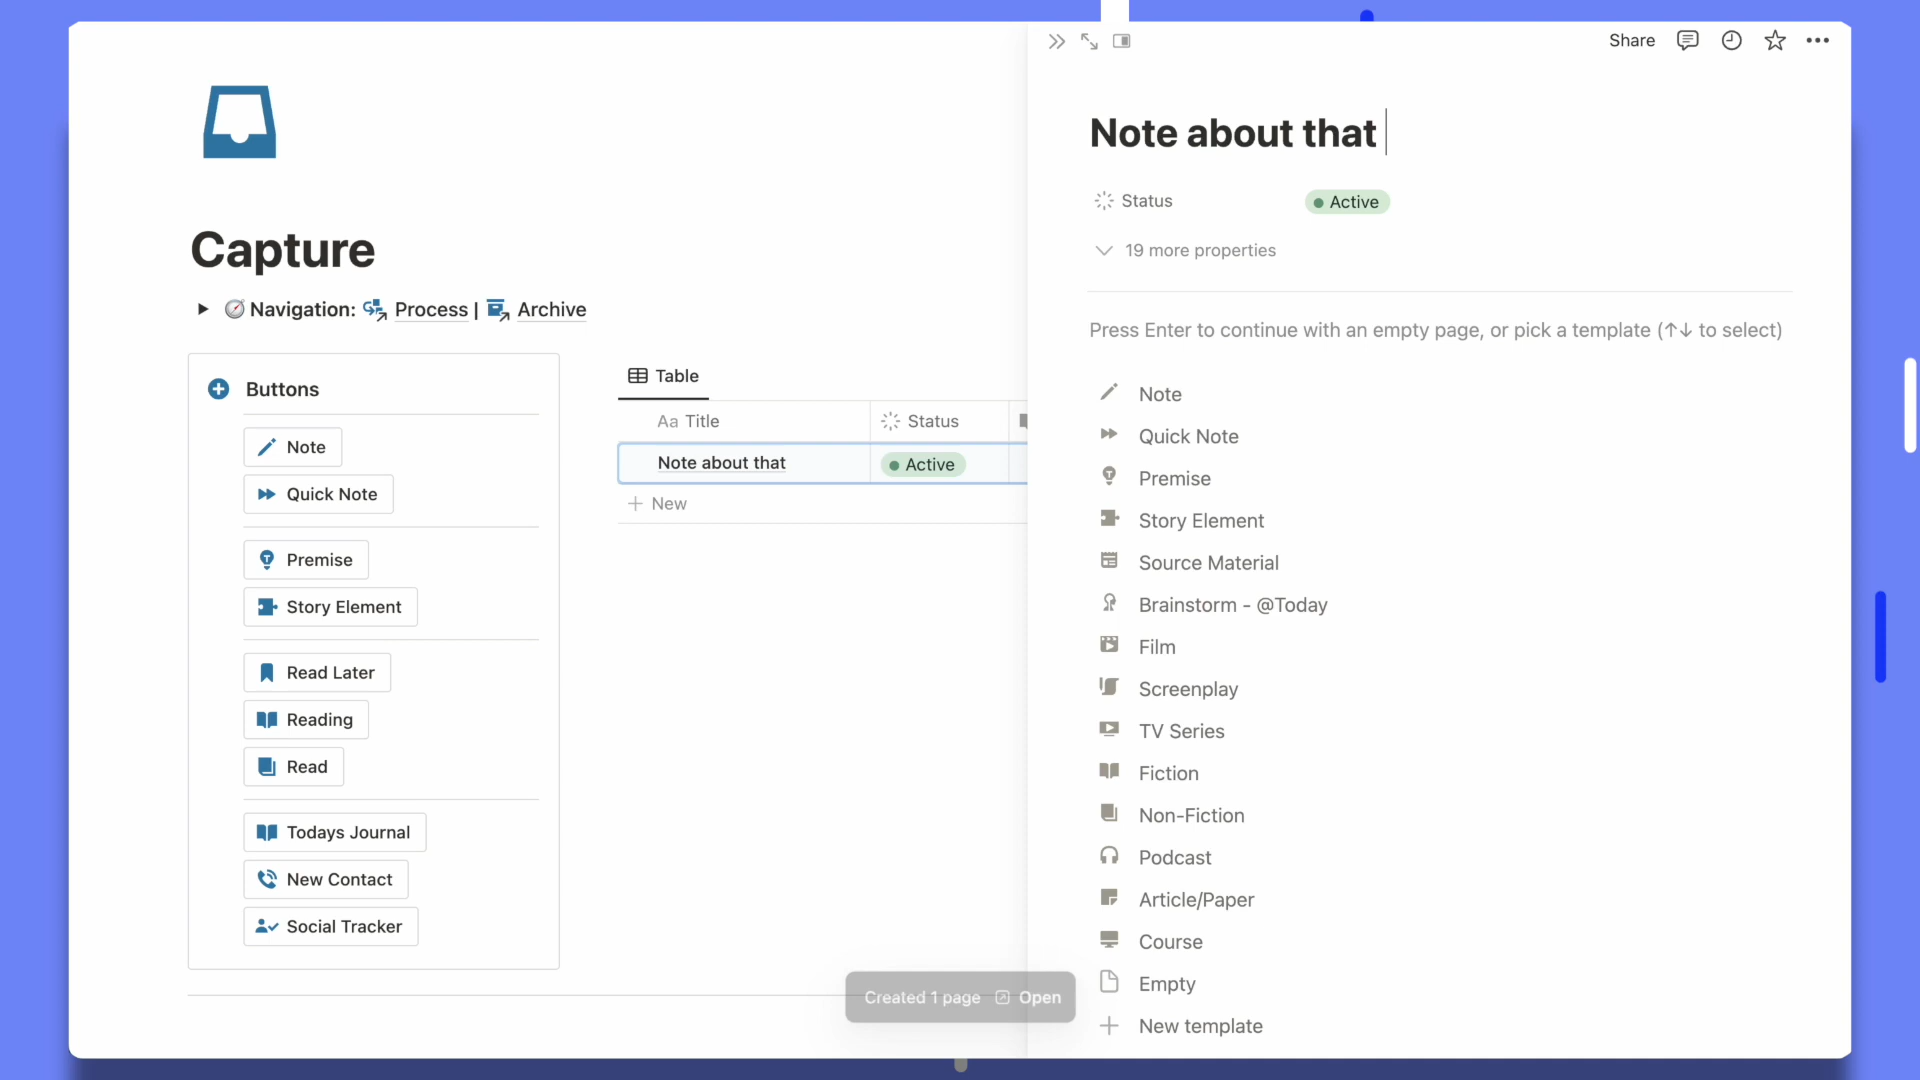 Capture
Navigation: Process | Archive
Buttons
Note
Quick Note
Premise
Story Element
Read Later
Reading
Read
Todays Journal
New Contact
Social Tracker
Table
Aa Title Status
Note about that Active
New
Created 1 page Open
Share
Note about that
Status Active
19 more properties
Press Enter to continue with an empty page, or pick a template (↑↓ to select)
Note
Quick Note
Premise
Story Element
Source Material
Brainstorm - @Today
Film
Screenplay
TV Series
Fiction
Non-Fiction
Podcast
Article/Paper
Course
Empty
New template